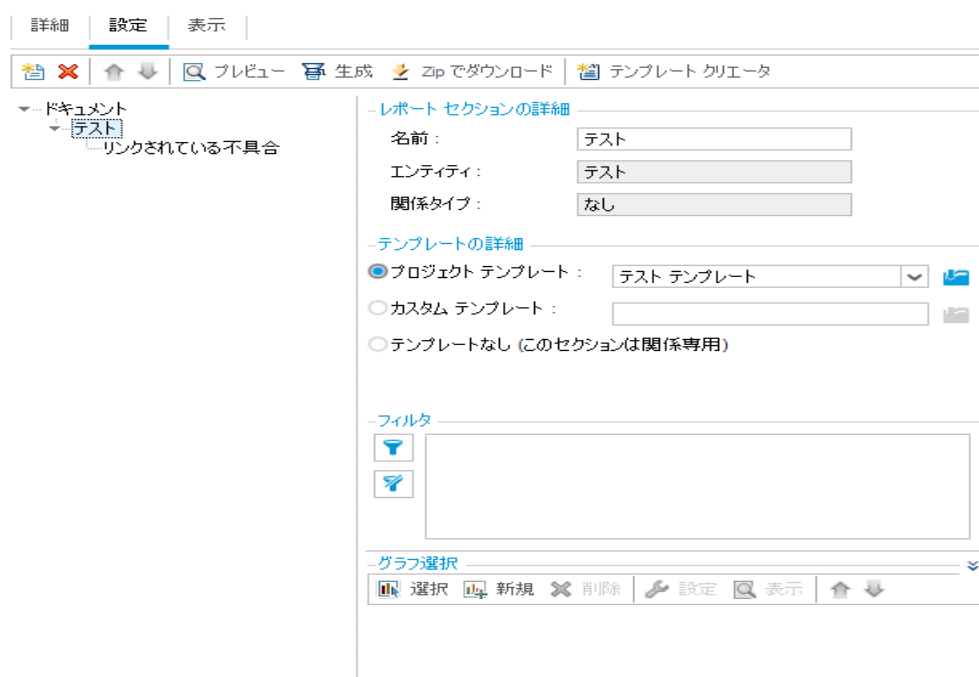 詳細 設定 表示
プレビュー 生成 Zip でダウンロード テンプレート クリエータ
ドキュメント
テスト
リンクされている不具合
レポート セクションの詳細
名前 : テスト
エンティティ : テスト
関係タイプ : なし
テンプレートの詳細
プロジェクト テンプレート : テスト テンプレート
カスタム テンプレート :
テンプレートなし (このセクションは関係専用)
フィルタ
グラフ選択
選択 新規 削除 設定 表示